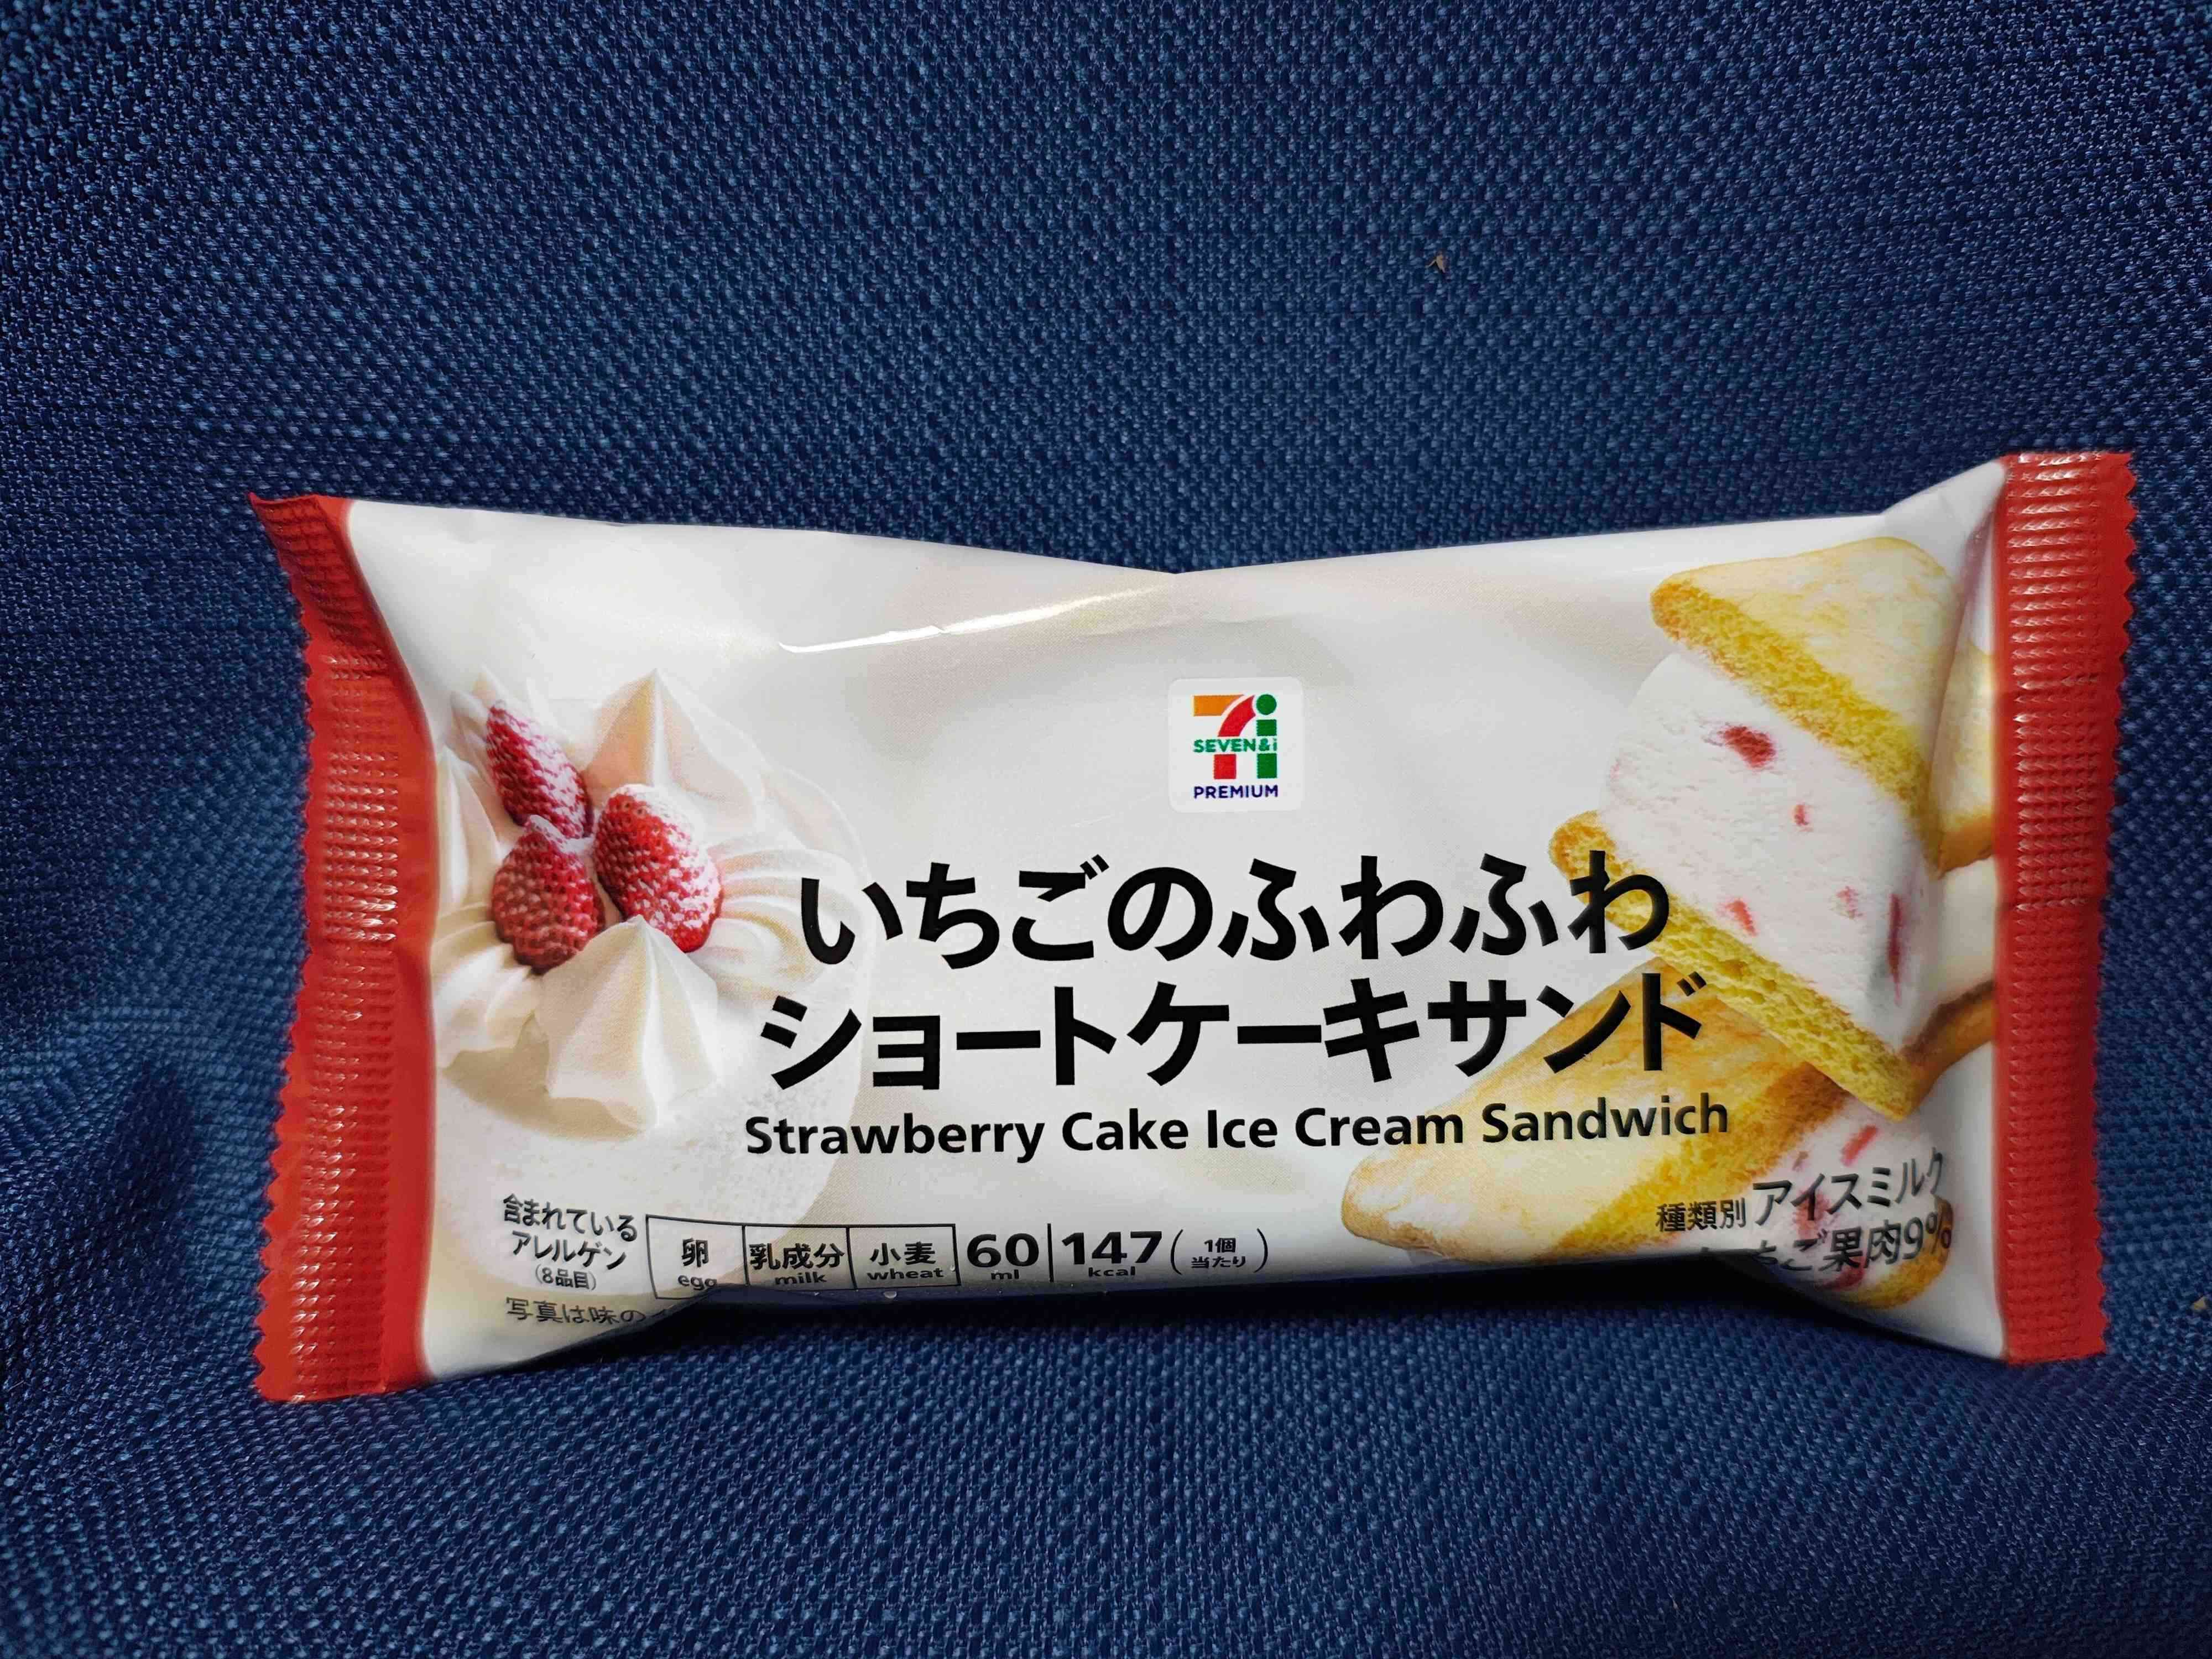 7i
SEVEN&i
PREMIUM
いちごのふわふわ
ショートケーキサンド
Strawberry Cake Ice Cream Sandwich
含まれている
アレルゲン
(8品目)
卵
egg
乳成分
milk
小麦
wheat
60
ml
147
kcal
(1個
当たり)
種類別 アイスミルク
ご果肉9%
写真は味の